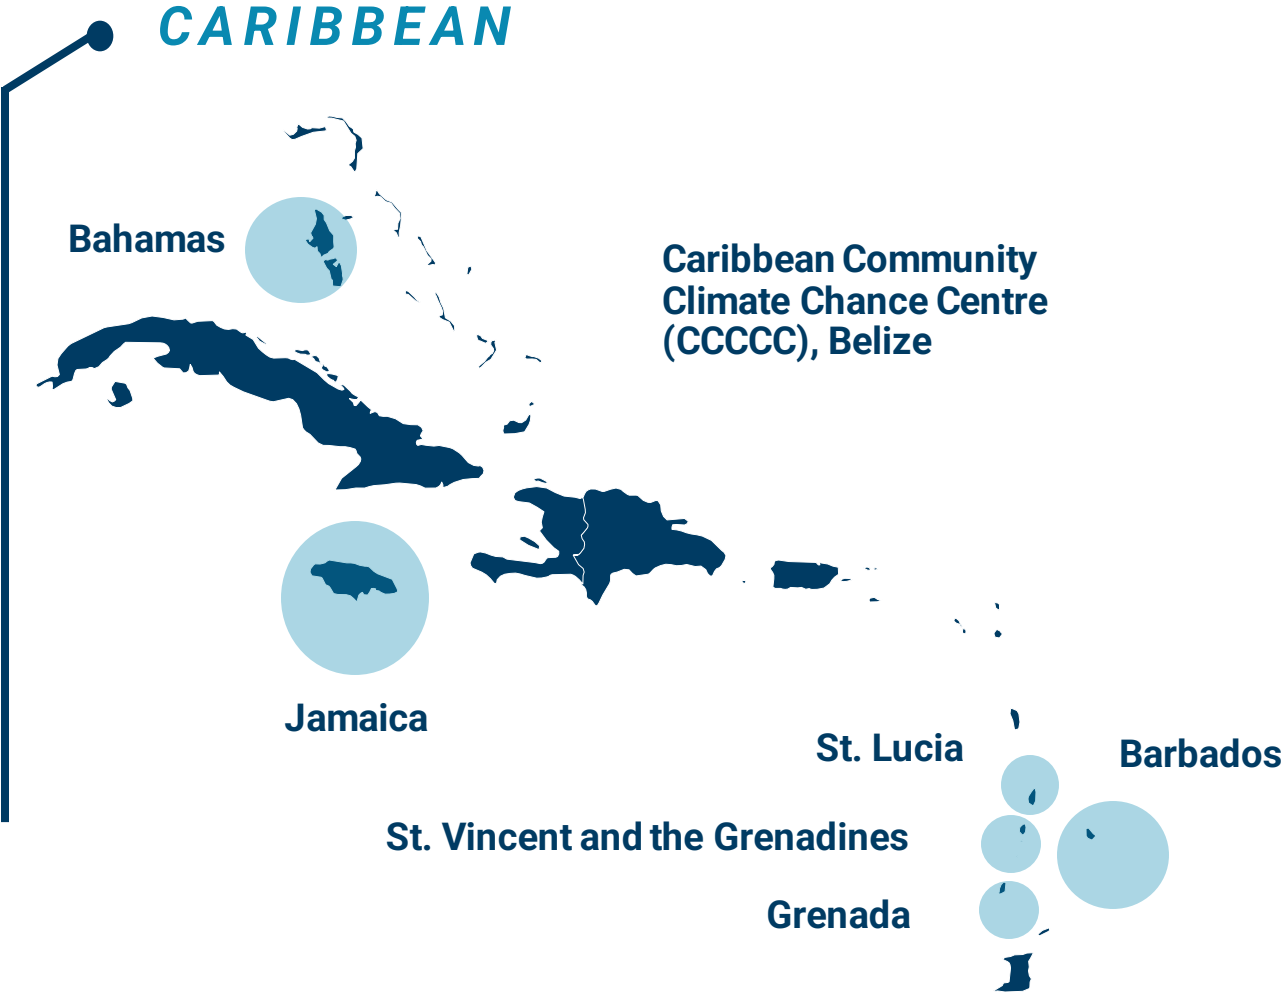 CARIBBEAN
Bahamas
Caribbean Community
Climate Chance Centre
(CCCCC), Belize
Jamaica
St. Lucia
Barbados
St. Vincent and the Grenadines
Grenada